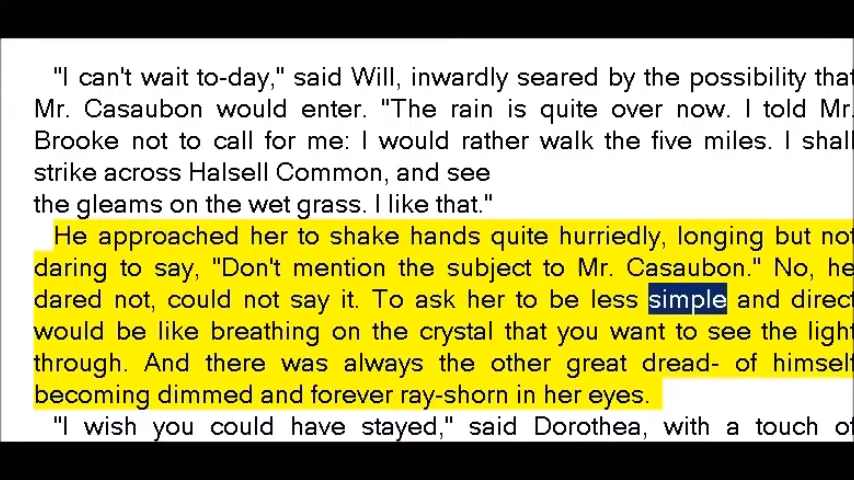 "I can't wait to-day," said Will, inwardly seared by the possibility that
Mr. Casaubon would enter. "The rain is quite over now. I told Mr.
Brooke not to call for me: I would rather walk the five miles. I shall
strike across Halsell Common, and see
the gleams on the wet grass. I like that."
He approached her to shake hands quite hurriedly, longing but not
daring to say, "Don't mention the subject to Mr. Casaubon." No, he
dared not, could not say it. To ask her to be less simple and direct
would be like breathing on the crystal that you want to see the light
through. And there was always the other great dread- of himself
becoming dimmed and forever ray-shorn in her eyes.
"I wish you could have stayed," said Dorothea, with a touch of